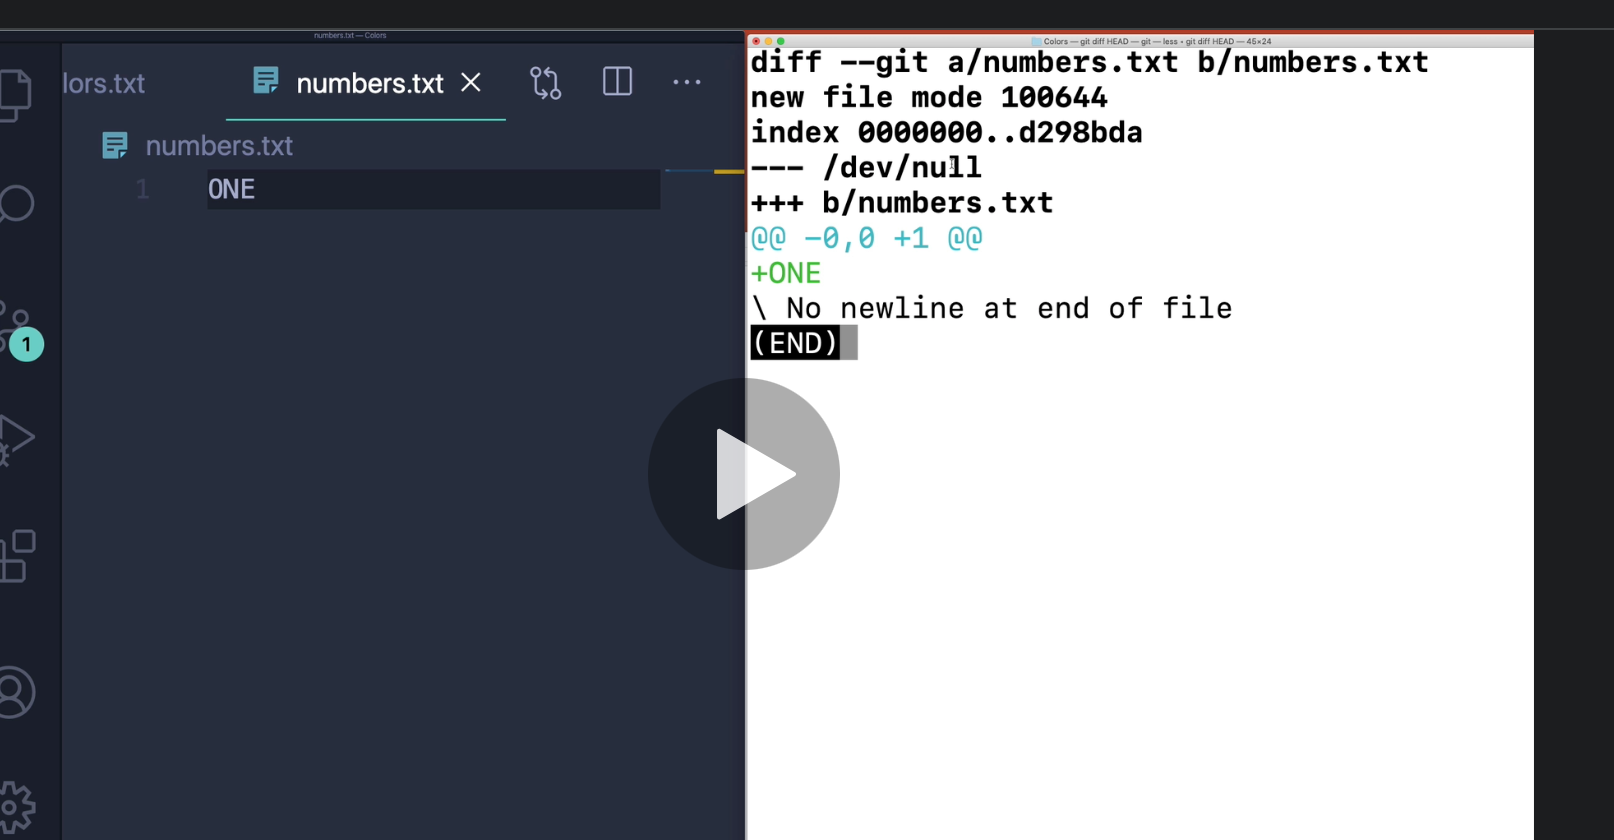 numbers.txt — Colors
lors.txt
numbers.txt
numbers.txt
1
ONE
1
Colors — git diff HEAD — git — less ◂ git diff HEAD — 45×24
diff --git a/numbers.txt b/numbers.txt
new file mode 100644
index 0000000..d298bda
--- /dev/null
+++ b/numbers.txt
@@ -0,0 +1 @@
+ONE
\ No newline at end of file
(END)